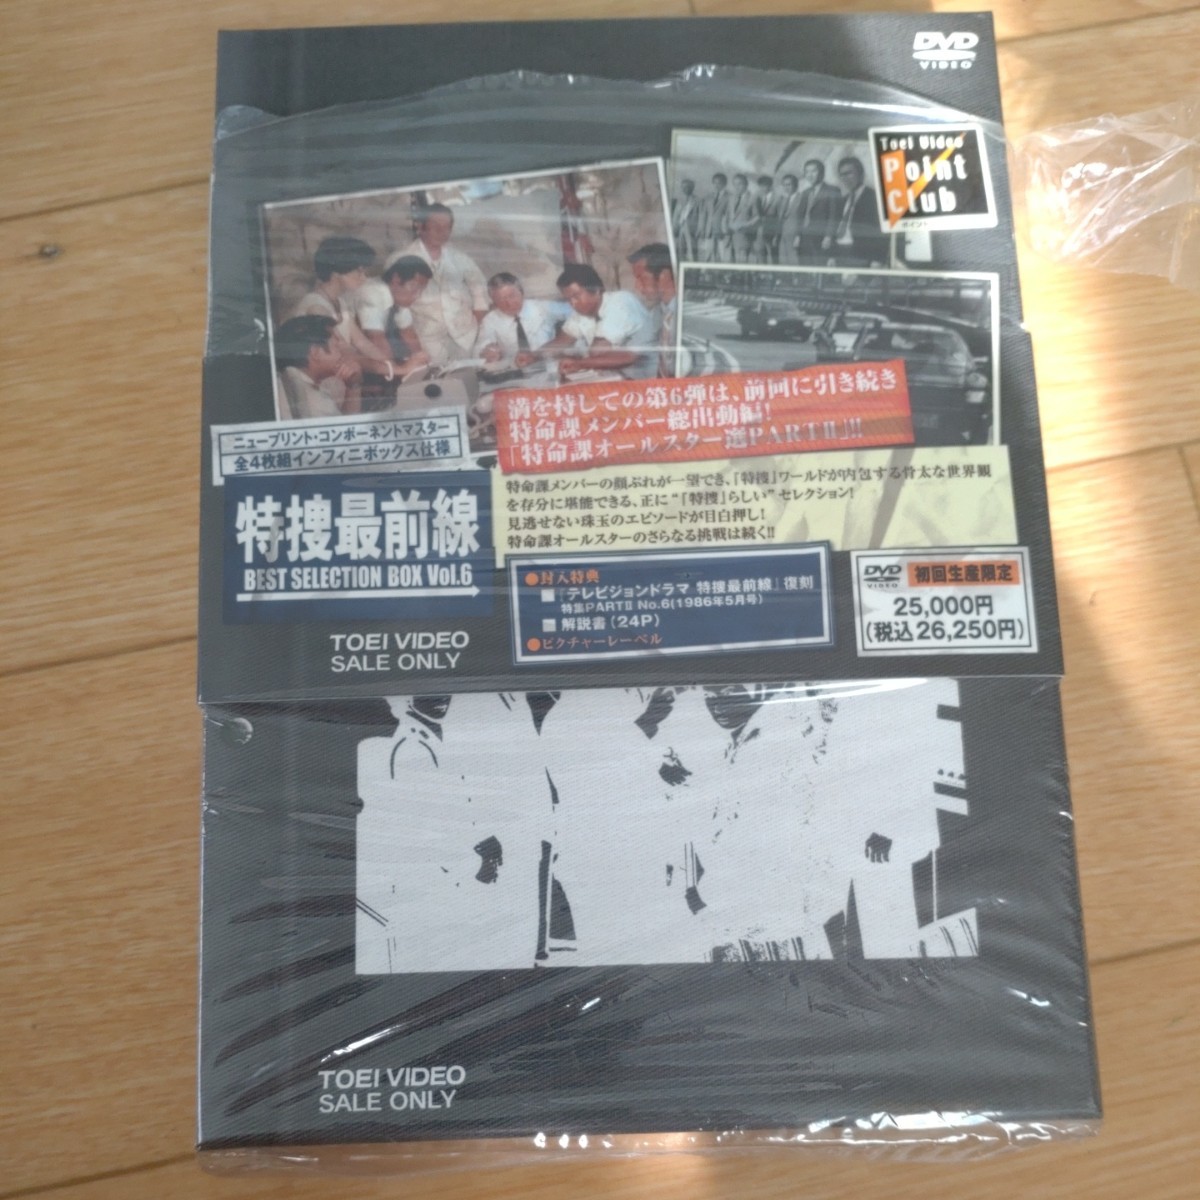 DVD
VIDEO
Toei Video
Point
Club
ポイント
満を持しての第6弾は、前回に引き続き
特命課メンバー総出動編!
「特命課オールスター選PARTⅡ」!!
ニュープリント・コンポーネントマスター
全4枚組インフィニボックス仕様
特捜最前線
BEST SELECTION BOX Vol.6
特命課メンバーの顔ぶれが一望でき、「特捜」ワールドが内包する骨太な世界観
を存分に堪能できる、正に“「特捜」らしい”セレクション!
見逃せない珠玉のエピソードが目白押し!
特命課オールスターのさらなる挑戦は続く!!
●封入特典
■『テレビジョンドラマ 特捜最前線』復刻
特集PARTⅡ No.6(1986年5月号)
■解説書(24P)
●ピクチャーレーベル
DVD
VIDEO
初回生産限定
25,000円
(税込26,250円)
TOEI VIDEO
SALE ONLY
TOEI VIDEO
SALE ONLY